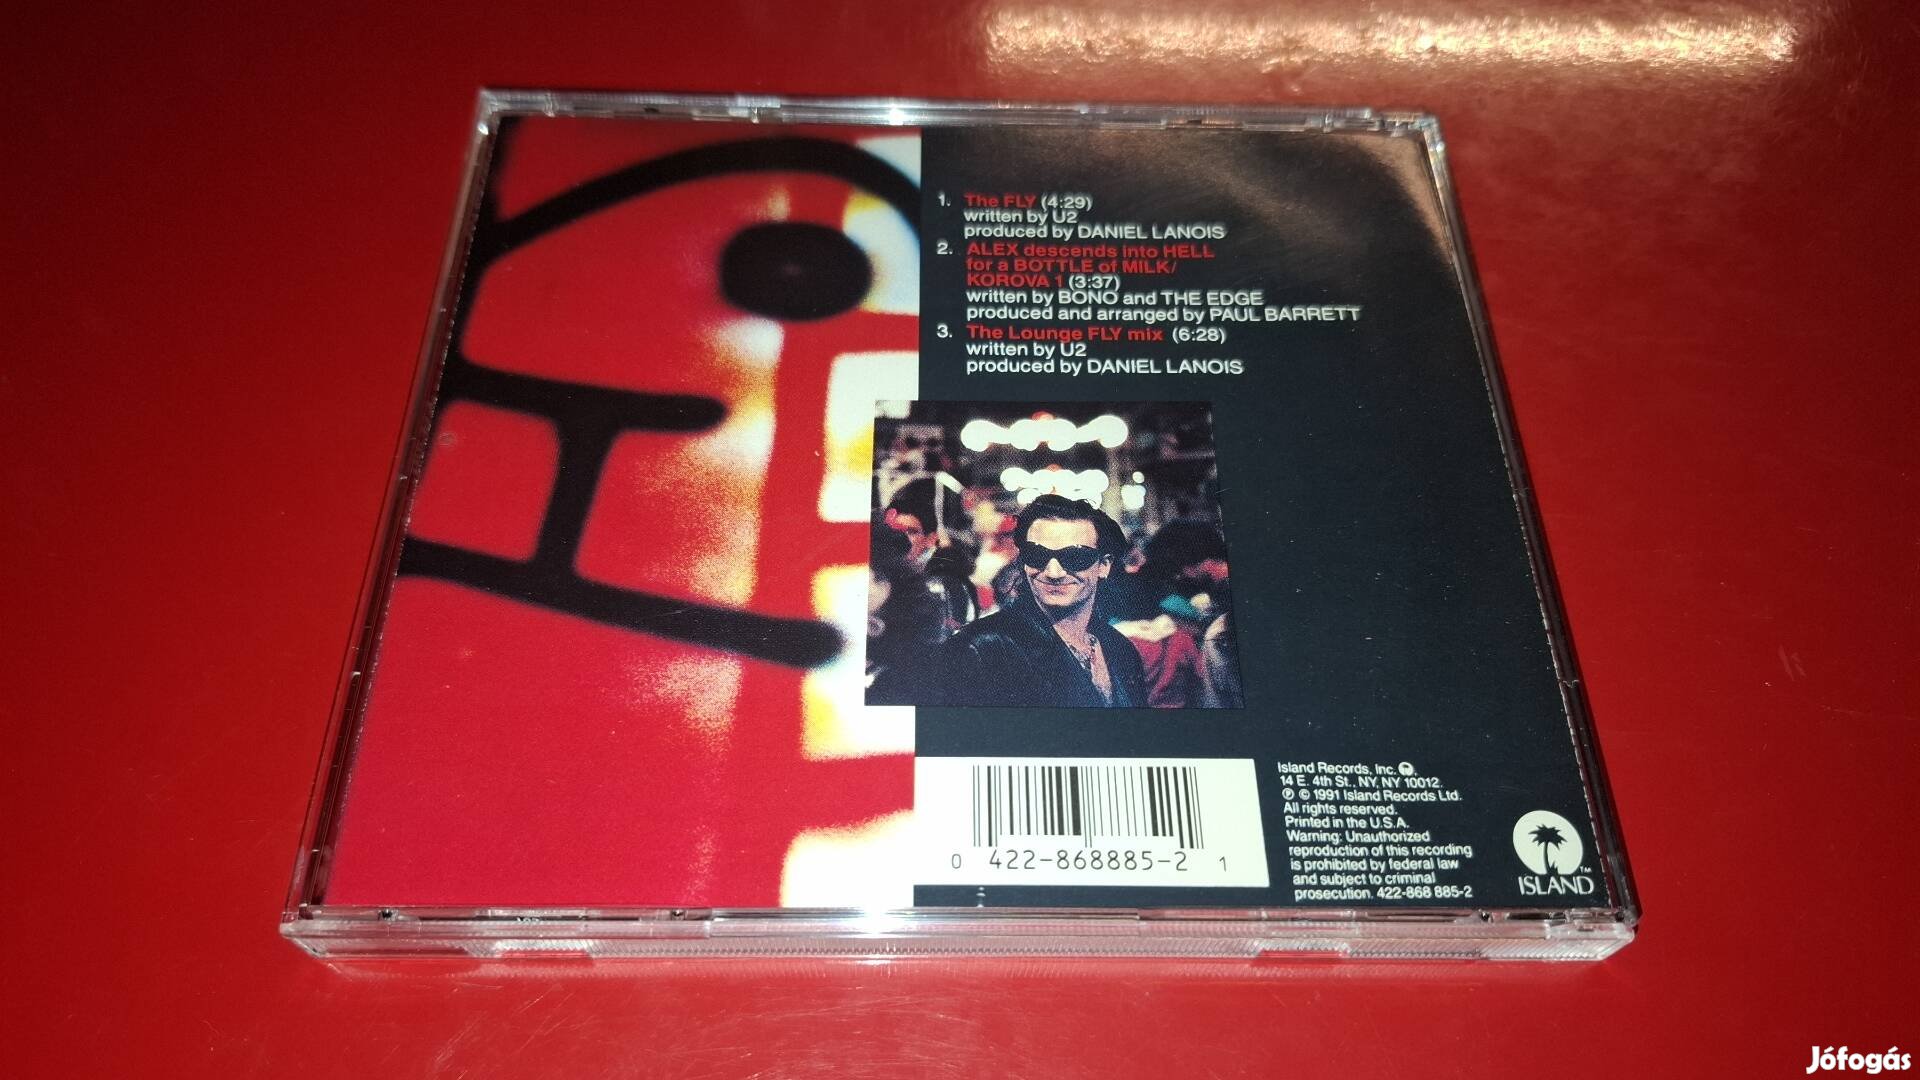 1. The FLY (4:29)
written by U2
produced by DANIEL LANOIS
2. ALEX descends into HELL
for a BOTTLE of MILK/
KOROVA 1 (3:37)
written by BONO and THE EDGE
produced and arranged by PAUL BARRETT
3. The Lounge FLY mix (6:28)
written by U2
produced by DANIEL LANOIS
0 422-868885-2 1
Island Records, Inc.
14 E. 4th St., NY, NY 10012.
℗ © 1991 Island Records Ltd.
All rights reserved.
Printed in the U.S.A.
Warning: Unauthorized
reproduction of this recording
is prohibited by federal law
and subject to criminal
prosecution. 422-868 885-2
ISLAND™
Jófogás